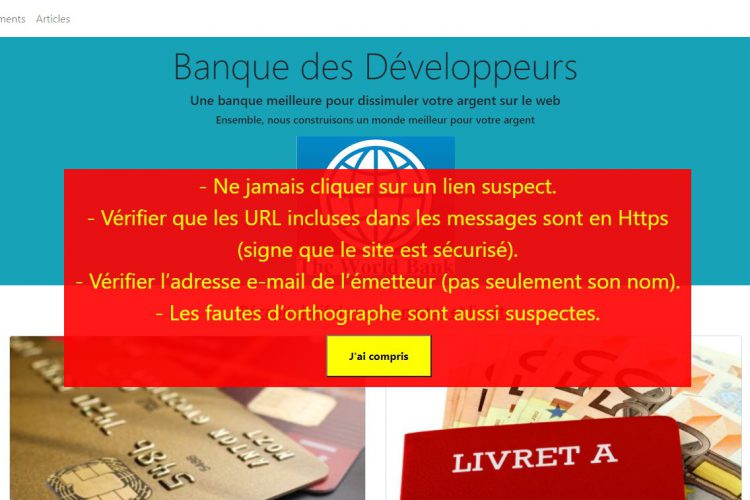 ments Articles
Banque des Développeurs
Une banque meilleure pour dissimuler votre argent sur le web
Ensemble, nous construisons un monde meilleur pour votre argent
- Ne jamais cliquer sur un lien suspect.
- Vérifier que les URL incluses dans les messages sont en Https
(signe que le site est sécurisé).
The World Bank
- Vérifier l’adresse e-mail de l’émetteur (pas seulement son nom).
- Les fautes d’orthographe sont aussi suspectes.
J'ai compris
ANTON
5486
LIVRET A